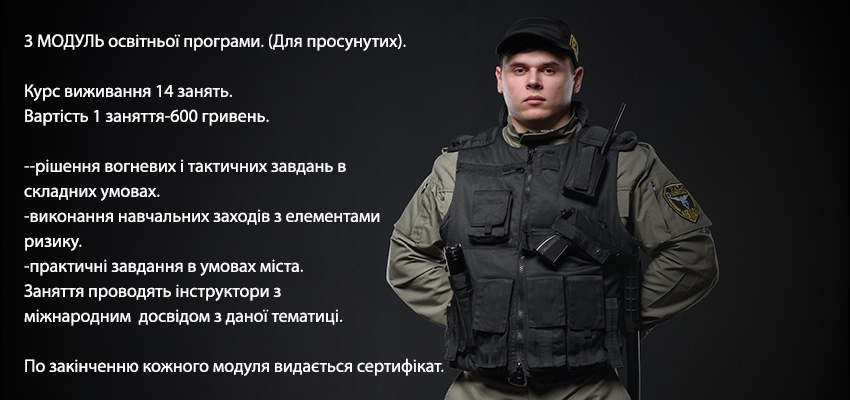 3 МОДУЛЬ освітньої програми. (Для просунутих).
Курс виживання 14 занять.
Вартість 1 заняття-600 гривень.
--рішення вогневих і тактичних завдань в
складних умовах.
-виконання навчальних заходів з елементами
ризику.
-практичні завдання в умовах міста.
Заняття проводять інструктори з
міжнародним досвідом з даної тематиці.
По закінченню кожного модуля видається сертифікат.